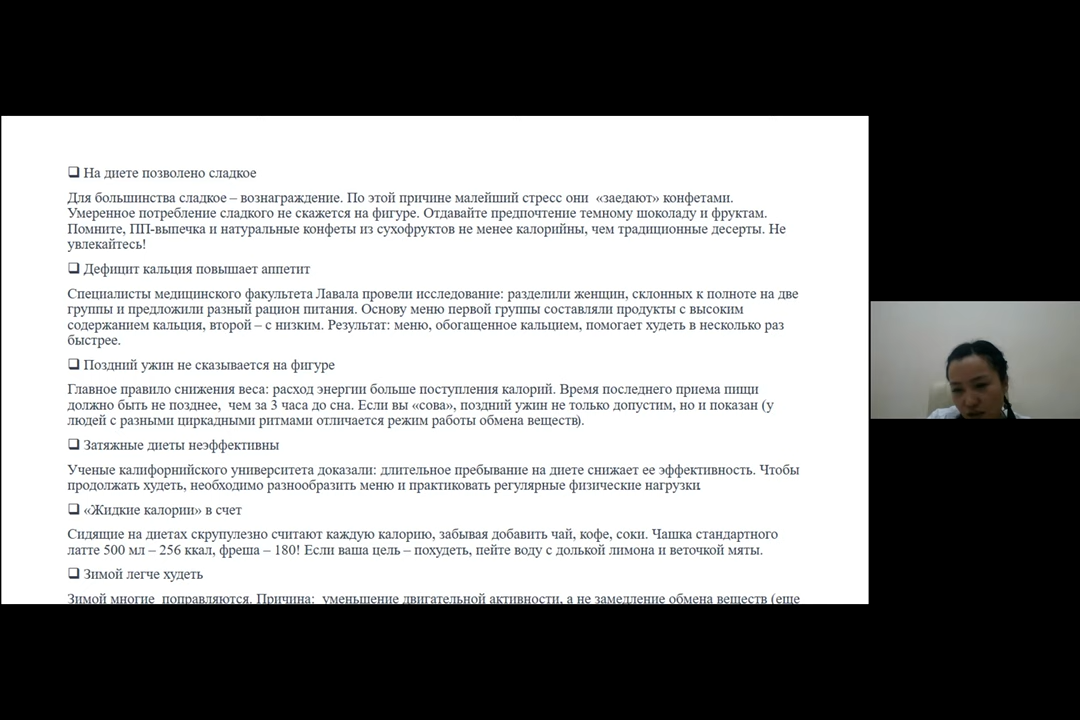 ❑ На диете позволено сладкое
Для большинства сладкое – вознаграждение. По этой причине малейший стресс они «заедают» конфетами.
Умеренное потребление сладкого не скажется на фигуре. Отдавайте предпочтение темному шоколаду и фруктам.
Помните, ПП-выпечка и натуральные конфеты из сухофруктов не менее калорийны, чем традиционные десерты. Не
увлекайтесь!
❑ Дефицит кальция повышает аппетит
Специалисты медицинского факультета Лавала провели исследование: разделили женщин, склонных к полноте на две
группы и предложили разный рацион питания. Основу меню первой группы составляли продукты с высоким
содержанием кальция, второй – с низким. Результат: меню, обогащенное кальцием, помогает худеть в несколько раз
быстрее.
❑ Поздний ужин не сказывается на фигуре
Главное правило снижения веса: расход энергии больше поступления калорий. Время последнего приема пищи
должно быть не позднее, чем за 3 часа до сна. Если вы «сова», поздний ужин не только допустим, но и показан (у
людей с разными циркадными ритмами отличается режим работы обмена веществ).
❑ Затяжные диеты неэффективны
Ученые калифорнийского университета доказали: длительное пребывание на диете снижает ее эффективность. Чтобы
продолжать худеть, необходимо разнообразить меню и практиковать регулярные физические нагрузки.
❑ «Жидкие калории» в счет
Сидящие на диетах скрупулезно считают каждую калорию, забывая добавить чай, кофе, соки. Чашка стандартного
латте 500 мл – 256 ккал, фреша – 180! Если ваша цель – похудеть, пейте воду с долькой лимона и веточкой мяты.
❑ Зимой легче худеть
Зимой многие поправляются. Причина: уменьшение двигательной активности, а не замедление обмена веществ (еще